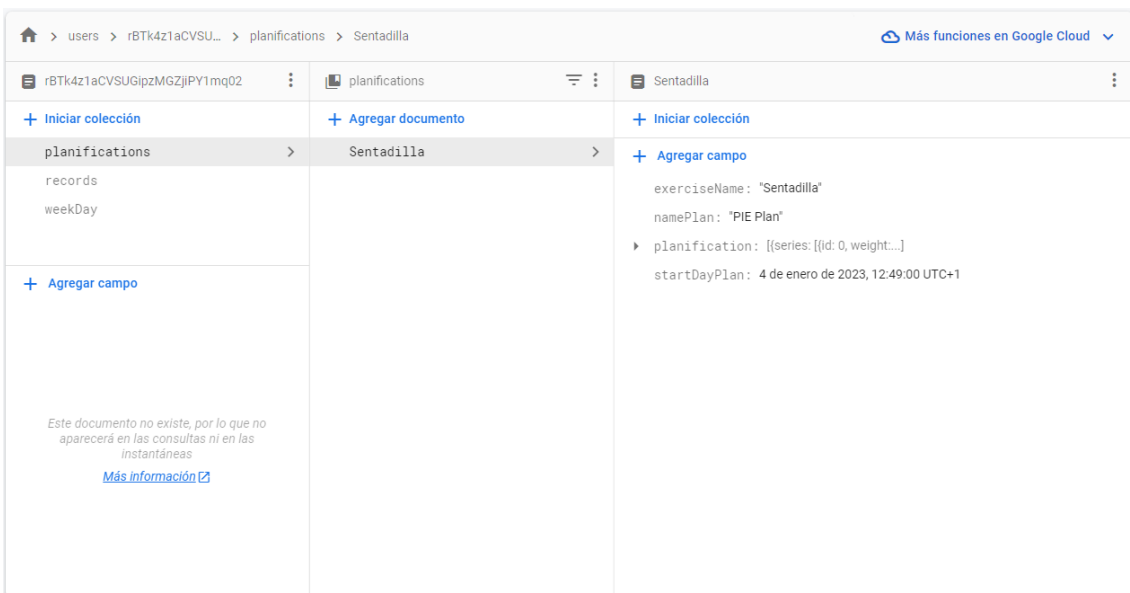 > users > rBTk4z1aCVSU... > planifications > Sentadilla
Más funciones en Google Cloud
rBTk4z1aCVSUGipzMGZjiPY1mq02
planifications
Sentadilla
+ Iniciar colección
+ Agregar documento
+ Iniciar colección
planifications >
records
weekDay
Sentadilla >
+ Agregar campo
exerciseName: "Sentadilla"
namePlan: "PIE Plan"
planification: [{series: [{id: 0, weight:...]
startDayPlan: 4 de enero de 2023, 12:49:00 UTC+1
+ Agregar campo
Este documento no existe, por lo que no
aparecerá en las consultas ni en las
instantáneas
Más información